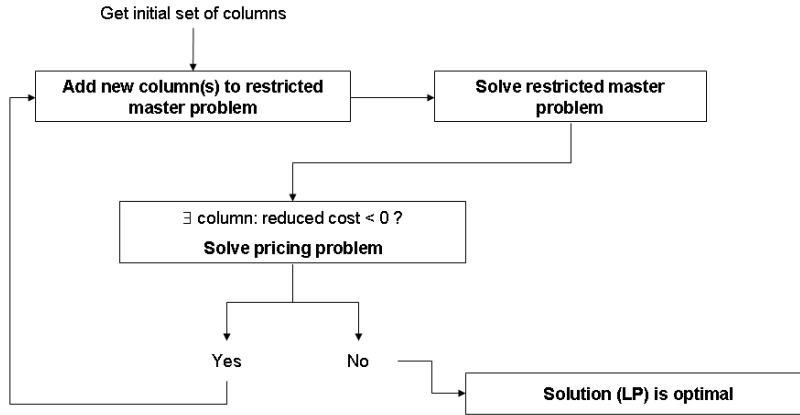 Get initial set of columns
Add new column(s) to restricted
master problem
Solve restricted master
problem
∃ column: reduced cost < 0 ?
Solve pricing problem
Yes
No
Solution (LP) is optimal